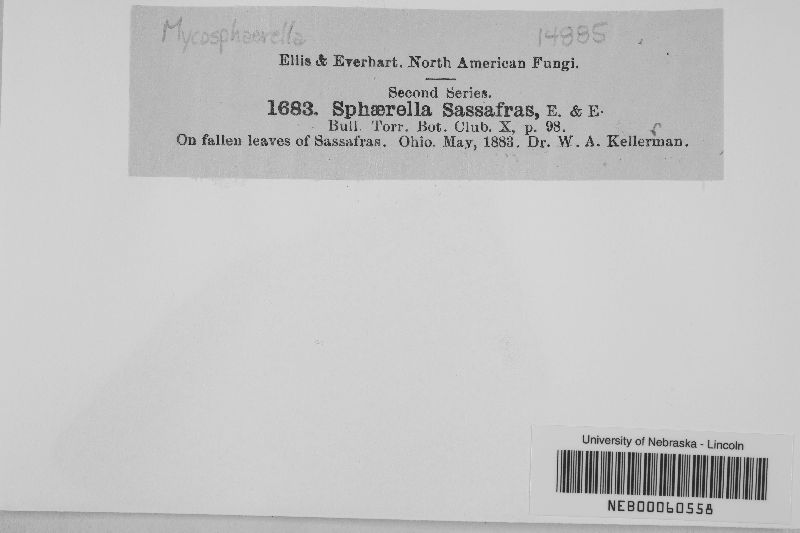 Mycosphaerella 14885
Ellis & Everhart. North American Fungi.
Second Series.
1683. Sphærella Sassafras, E. & E.
Bull. Torr. Bot. Club. X, p. 98.
On fallen leaves of Sassafras. Ohio. May, 1883. Dr. W. A. Kellerman.
University of Nebraska - Lincoln
NEB00060558